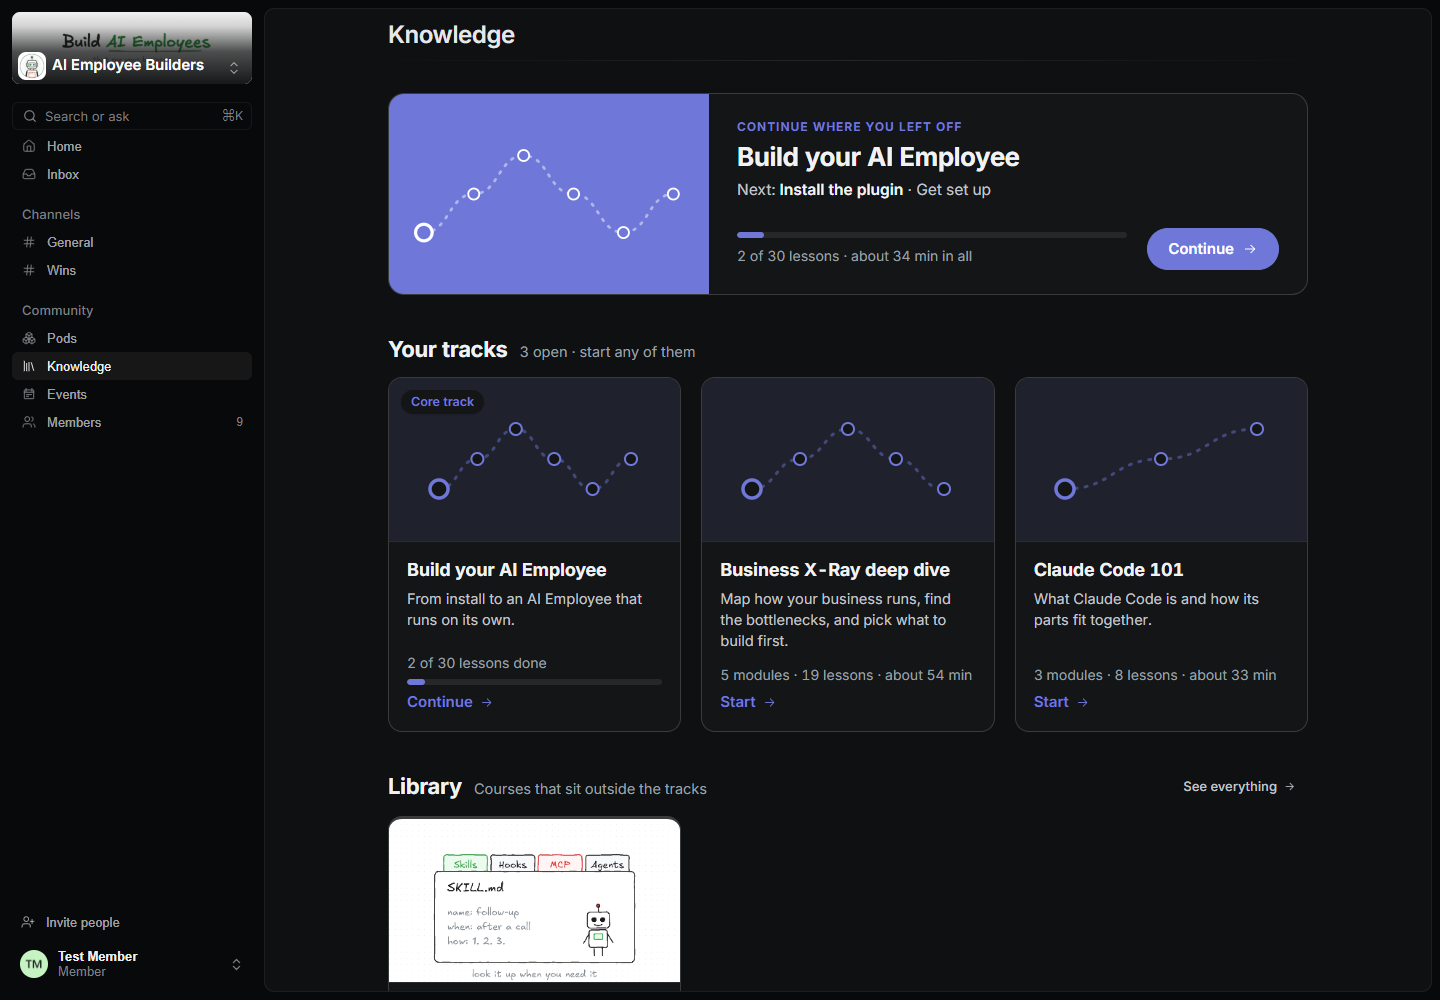 Build AI Employees
AI Employee Builders
Search or ask
⌘K
Home
Inbox
Channels
General
Wins
Community
Pods
Knowledge
Events
Members
9
Invite people
TM
Test Member
Member
Knowledge
CONTINUE WHERE YOU LEFT OFF
Build your AI Employee
Next: Install the plugin · Get set up
2 of 30 lessons · about 34 min in all
Continue →
Your tracks
3 open · start any of them
Core track
Build your AI Employee
From install to an AI Employee that
runs on its own.
2 of 30 lessons done
Continue →
Business X-Ray deep dive
Map how your business runs, find
the bottlenecks, and pick what to
build first.
5 modules · 19 lessons · about 54 min
Start →
Claude Code 101
What Claude Code is and how its
parts fit together.
3 modules · 8 lessons · about 33 min
Start →
Library
Courses that sit outside the tracks
See everything →
Skills
Hooks
MCP
Agents
SKILL.md
name: follow-up
when: after a call
how: 1. 2. 3.
look it up when you need it